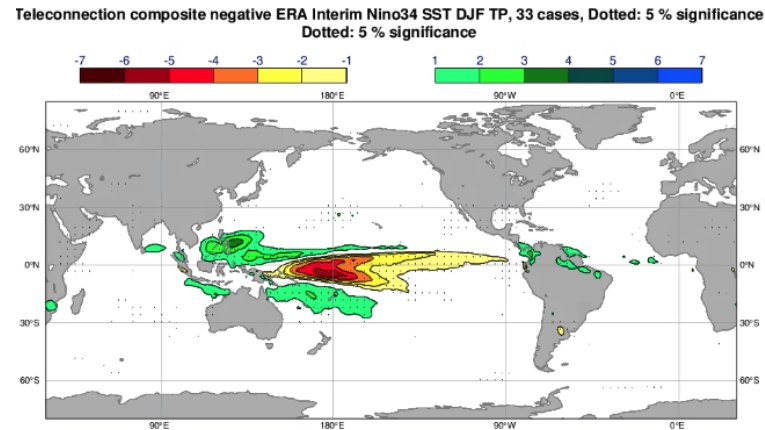 Teleconnection composite negative ERA Interim Nino34 SST DJF TP, 33 cases, Dotted: 5 % significance
Dotted: 5 % significance
-7 -6 -5 -4 -3 -2 -1 1 2 3 4 5 6 7
90°E 180°E 90°W 0°E
60°N 60°N
30°N 30°N
0°N 0°N
30°S 30°S
60°S 60°S
90°E 180°E 90°W 0°E